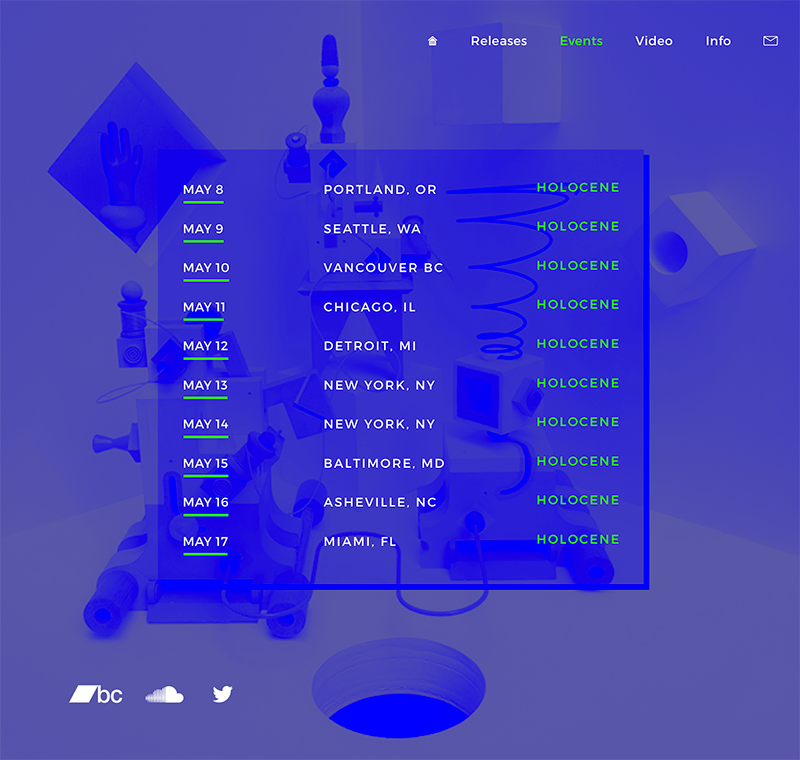 Releases Events Video Info
MAY 8 PORTLAND, OR HOLOCENE
MAY 9 SEATTLE, WA HOLOCENE
MAY 10 VANCOUVER BC HOLOCENE
MAY 11 CHICAGO, IL HOLOCENE
MAY 12 DETROIT, MI HOLOCENE
MAY 13 NEW YORK, NY HOLOCENE
MAY 14 NEW YORK, NY HOLOCENE
MAY 15 BALTIMORE, MD HOLOCENE
MAY 16 ASHEVILLE, NC HOLOCENE
MAY 17 MIAMI, FL HOLOCENE
bc